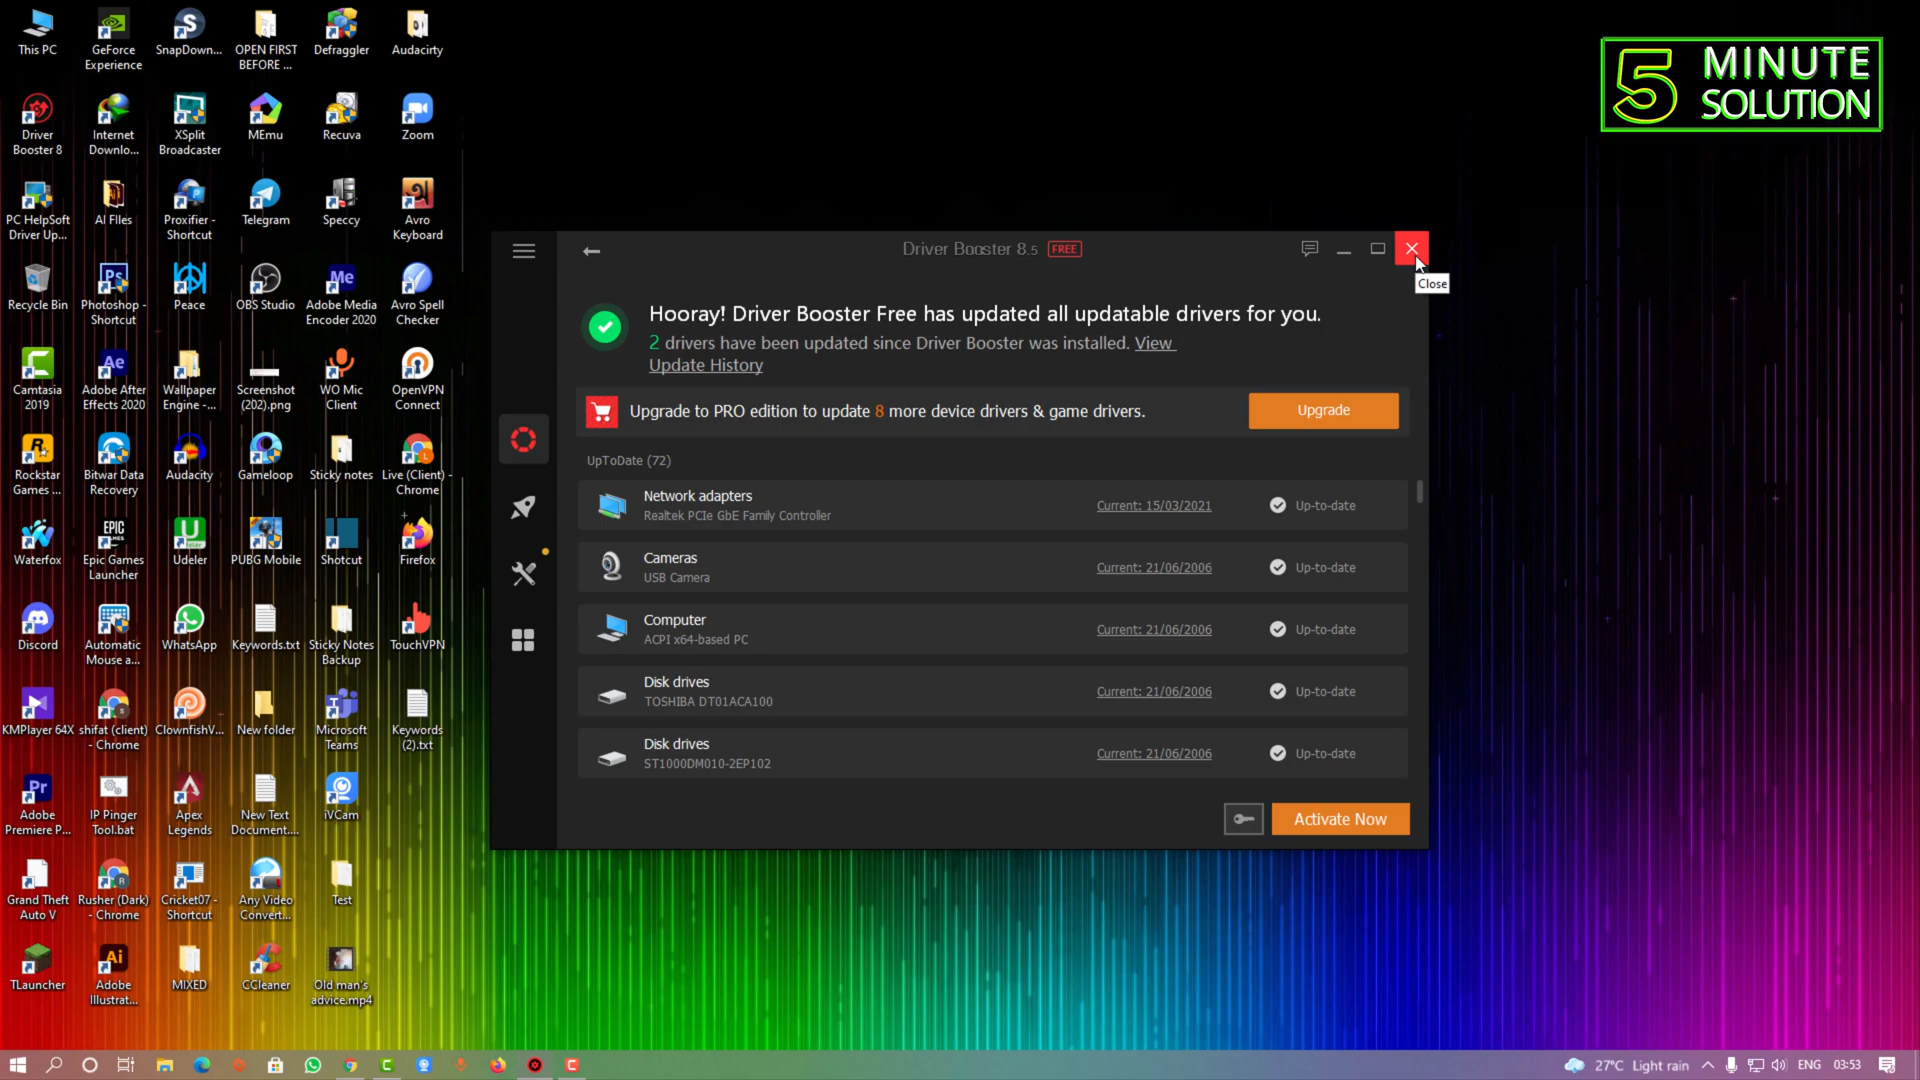 This PC
GeForce
Experience
SnapDown...
OPEN FIRST
BEFORE ...
Defraggler
Audacirty
Driver
Booster 8
Internet
Downlo...
XSplit
Broadcaster
MEmu
Recuva
Zoom
PC HelpSoft
Driver Up...
AI FIles
Proxifier -
Shortcut
Telegram
Speccy
Avro
Keyboard
Recycle Bin
Photoshop -
Shortcut
Peace
OBS Studio
Adobe Media
Encoder 2020
Avro Spell
Checker
Camtasia
2019
Adobe After
Effects 2020
Wallpaper
Engine -...
Screenshot
(202).png
WO Mic
Client
OpenVPN
Connect
Rockstar
Games ...
Bitwar Data
Recovery
Audacity
Gameloop
Sticky notes
Live (Client) -
Chrome
Waterfox
Epic Games
Launcher
Udeler
PUBG Mobile
Shotcut
Firefox
Discord
Automatic
Mouse a...
WhatsApp
Keywords.txt
Sticky Notes
Backup
TouchVPN
KMPlayer 64X
shifat (client)
- Chrome
ClownfishV...
New folder
Microsoft
Teams
Keywords
(2).txt
Adobe
Premiere P...
IP Pinger
Tool.bat
Apex
Legends
New Text
Document....
iVCam
Grand Theft
Auto V
Rusher (Dark)
- Chrome
Cricket07 -
Shortcut
Any Video
Convert...
Test
TLauncher
Adobe
Illustrat...
MIXED
CCleaner
Old man's
advice.mp4
5 MINUTE
SOLUTION
Driver Booster 8.5 FREE
Close
Hooray! Driver Booster Free has updated all updatable drivers for you.
2 drivers have been updated since Driver Booster was installed. View
Update History
Upgrade to PRO edition to update 8 more device drivers & game drivers.
Upgrade
UpToDate (72)
Network adapters
Realtek PCIe GbE Family Controller
Current: 15/03/2021
Up-to-date
Cameras
USB Camera
Current: 21/06/2006
Up-to-date
Computer
ACPI x64-based PC
Current: 21/06/2006
Up-to-date
Disk drives
TOSHIBA DT01ACA100
Current: 21/06/2006
Up-to-date
Disk drives
ST1000DM010-2EP102
Current: 21/06/2006
Up-to-date
Activate Now
27°C Light rain
ENG
03:53